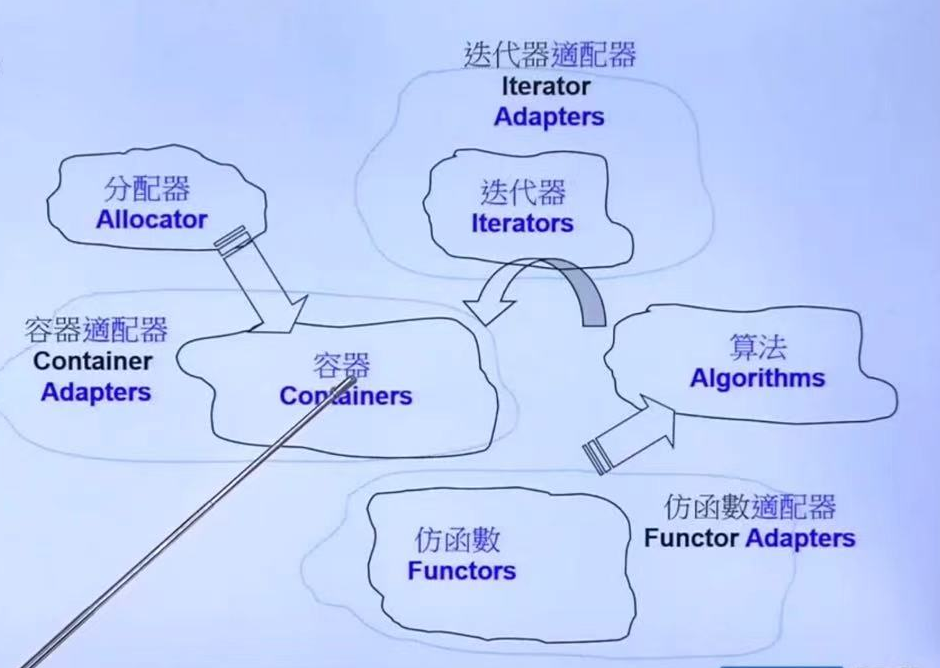 迭代器適配器
Iterator
Adapters
分配器
Allocator
迭代器
Iterators
容器適配器
Container
Adapters
容器
Containers
算法
Algorithms
仿函數
Functors
仿函數適配器
Functor Adapters